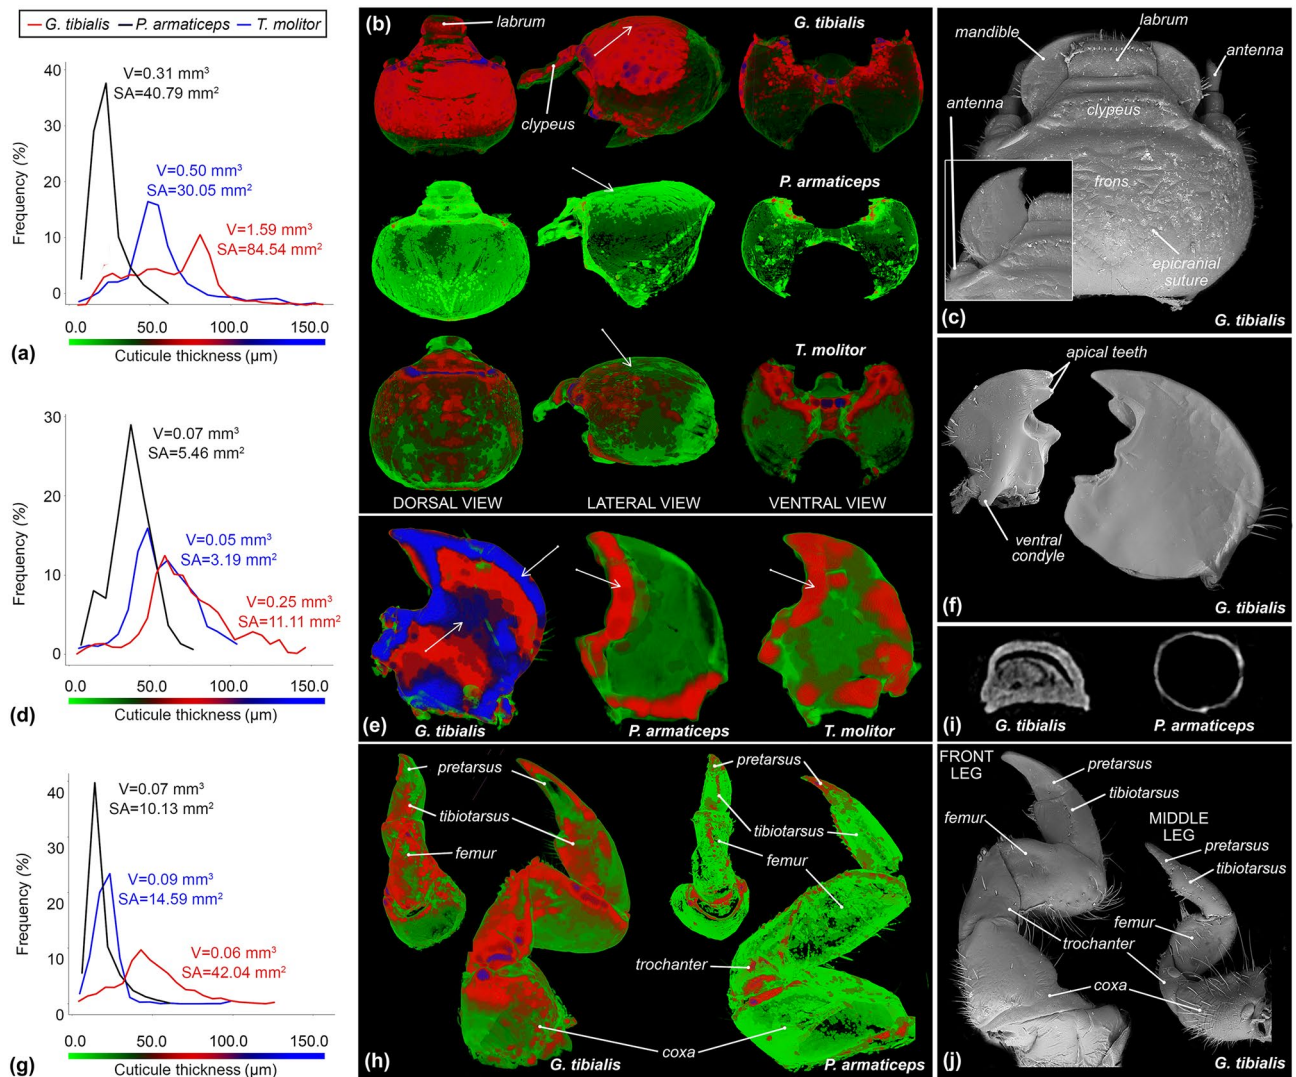 G. tibialis P. armaticeps T. molitor
40
30
20
10
0
Frequency (%)
V=0.31 mm³
SA=40.79 mm²
V=0.50 mm³
SA=30.05 mm²
V=1.59 mm³
SA=84.54 mm²
0.0 50.0 100.0 150.0
Cuticule thickness (µm)
(a)
(b)
labrum
clypeus
G. tibialis
P. armaticeps
T. molitor
DORSAL VIEW LATERAL VIEW VENTRAL VIEW
(c)
mandible
labrum
antenna
antenna
clypeus
frons
epicranial
suture
G. tibialis
30
20
10
0
Frequency (%)
V=0.07 mm³
SA=5.46 mm²
V=0.05 mm³
SA=3.19 mm²
V=0.25 mm³
SA=11.11 mm²
0.0 50.0 100.0 150.0
Cuticule thickness (µm)
(d)
(e)
G. tibialis P. armaticeps T. molitor
apical teeth
ventral
condyle
(f)
G. tibialis
(i)
G. tibialis P. armaticeps
40
30
20
10
0
Frequency (%)
V=0.07 mm³
SA=10.13 mm²
V=0.09 mm³
SA=14.59 mm²
V=0.06 mm³
SA=42.04 mm²
0.0 50.0 100.0 150.0
Cuticule thickness (µm)
(g)
pretarsus
tibiotarsus
femur
pretarsus
tibiotarsus
femur
trochanter
coxa
(h)
G. tibialis
P. armaticeps
FRONT
LEG
pretarsus
tibiotarsus
femur
MIDDLE
LEG
pretarsus
tibiotarsus
femur
trochanter
coxa
(j)
G. tibialis